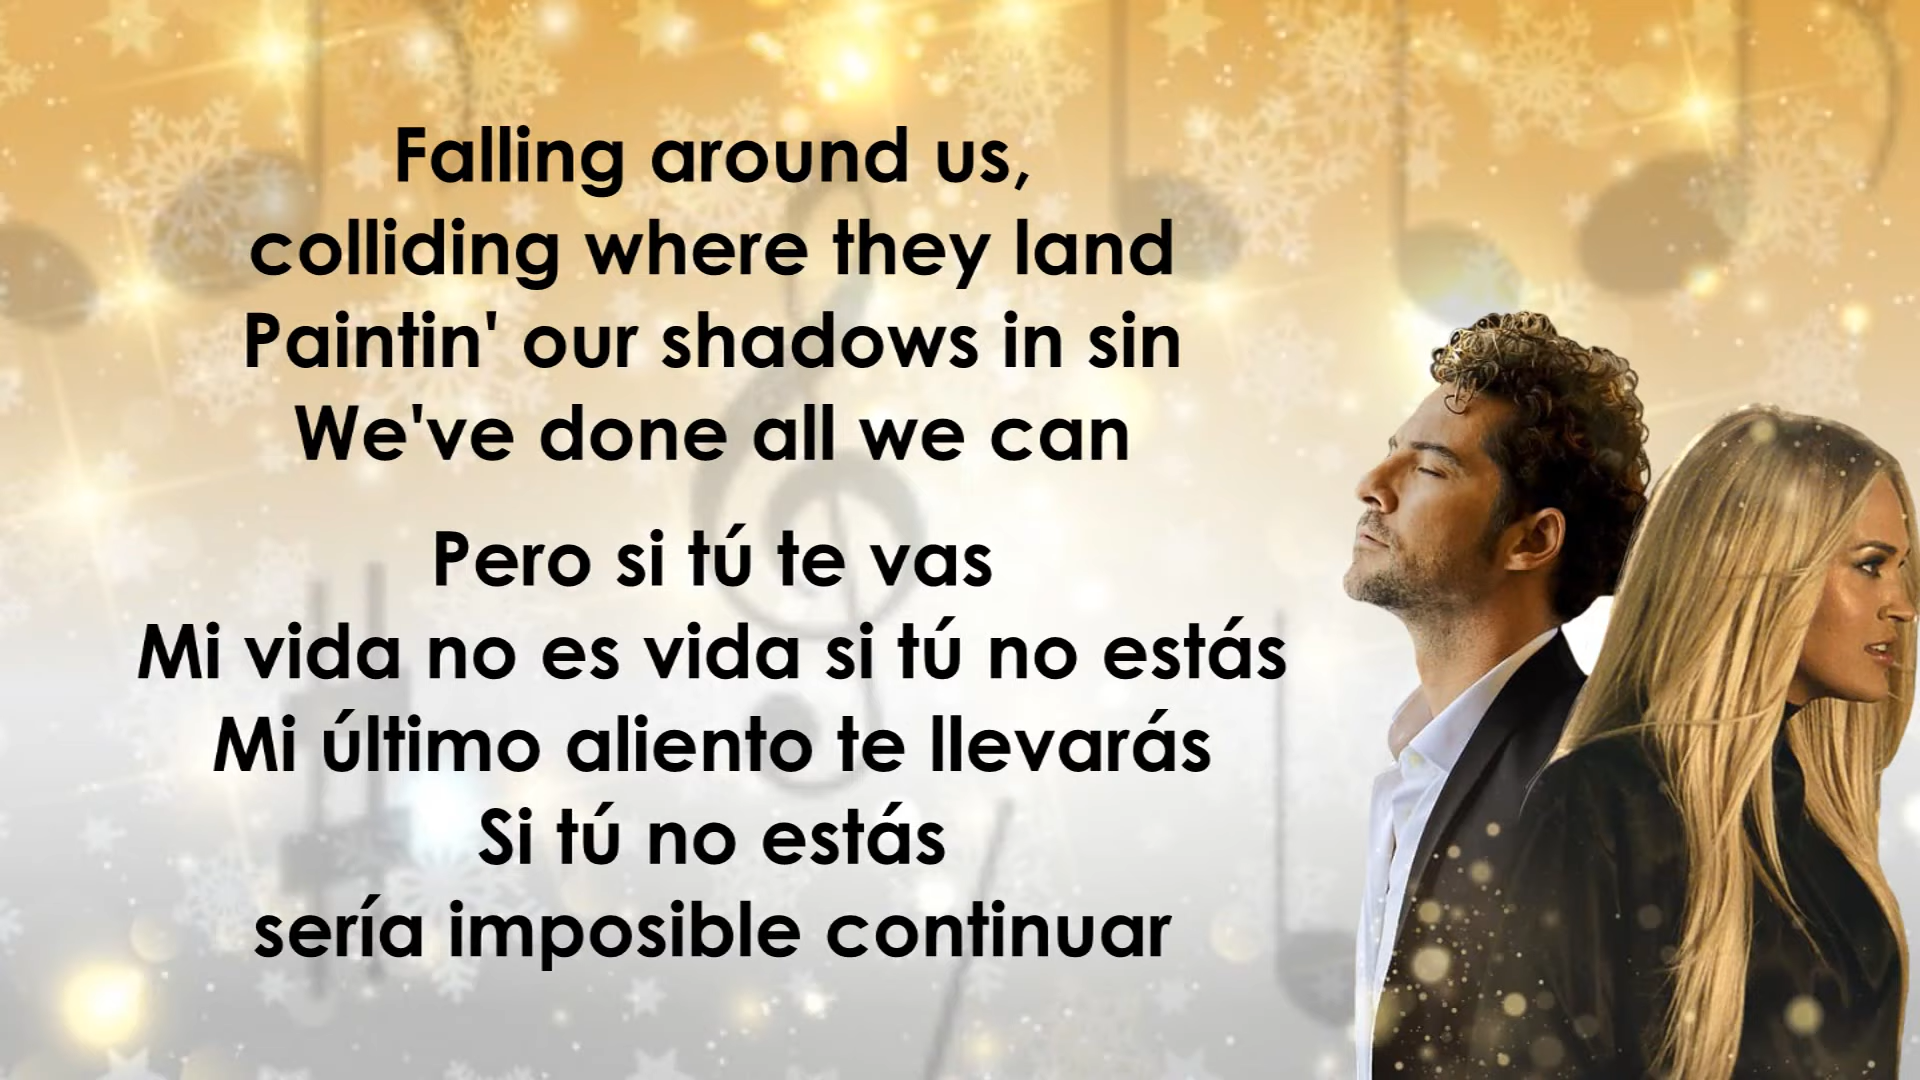 Falling around us,
colliding where they land
Paintin' our shadows in sin
We've done all we can
Pero si tú te vas
Mi vida no es vida si tú no estás
Mi último aliento te llevarás
Si tú no estás
sería imposible continuar